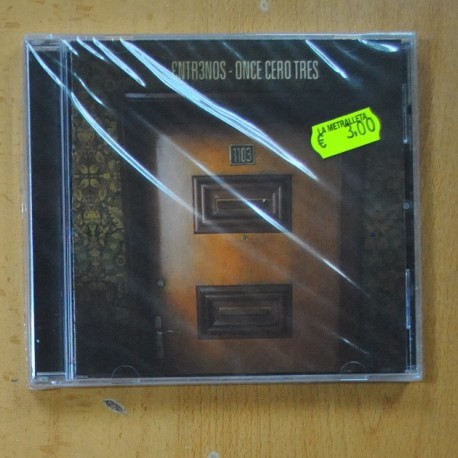 ENTR3NOS - ONCE CERO TRES
LA METRALLETA
€ 3,00
1103